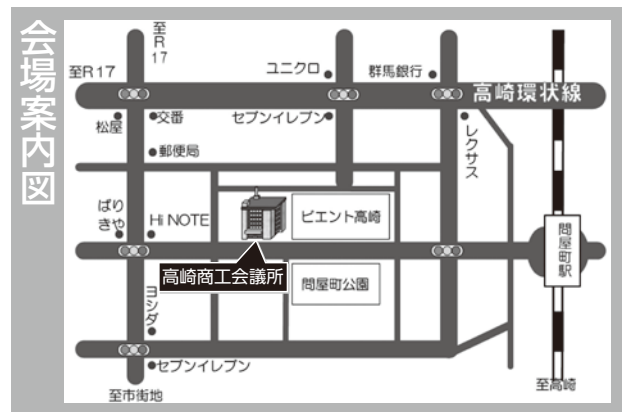 会場案内図
至R17
至R17
ユニクロ
群馬銀行
高崎環状線
松屋
交番
セブンイレブン
レクサス
郵便局
ばり
きや
Hi NOTE
ビエント高崎
問屋町駅
高崎商工会議所
問屋町公園
ヨシダ
セブンイレブン
至市街地
至高崎